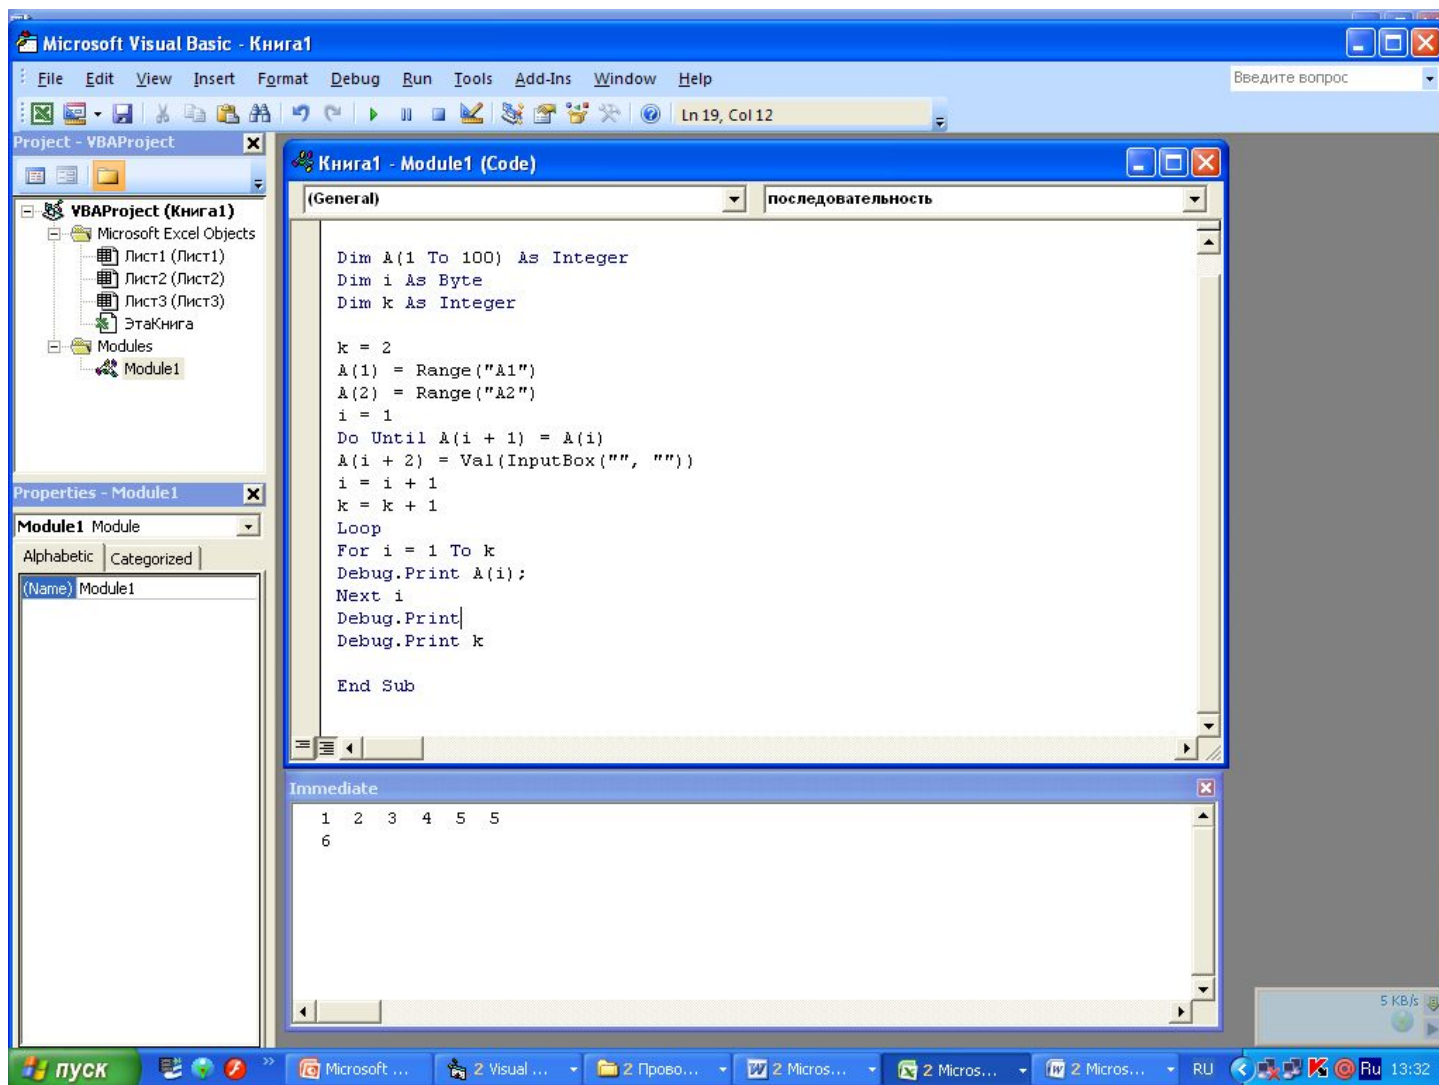 Microsoft Visual Basic - Книга1
File Edit View Insert Format Debug Run Tools Add-Ins Window Help
Введите вопрос
Ln 19, Col 12
Project - VBAProject
VBAProject (Книга1)
Microsoft Excel Objects
Лист1 (Лист1)
Лист2 (Лист2)
Лист3 (Лист3)
ЭтаКнига
Modules
Module1
Properties - Module1
Module1 Module
Alphabetic Categorized
(Name) Module1
Книга1 - Module1 (Code)
(General) последовательность
Dim A(1 To 100) As Integer
Dim i As Byte
Dim k As Integer
k = 2
A(1) = Range("A1")
A(2) = Range("A2")
i = 1
Do Until A(i + 1) = A(i)
A(i + 2) = Val(InputBox("", ""))
i = i + 1
k = k + 1
Loop
For i = 1 To k
Debug.Print A(i);
Next i
Debug.Print
Debug.Print k
End Sub
Immediate
1 2 3 4 5 5
6
5 KB/s
пуск
Microsoft ...
2 Visual ...
2 Прово...
2 Micros...
2 Micros...
2 Micros...
RU
Ru
13:32